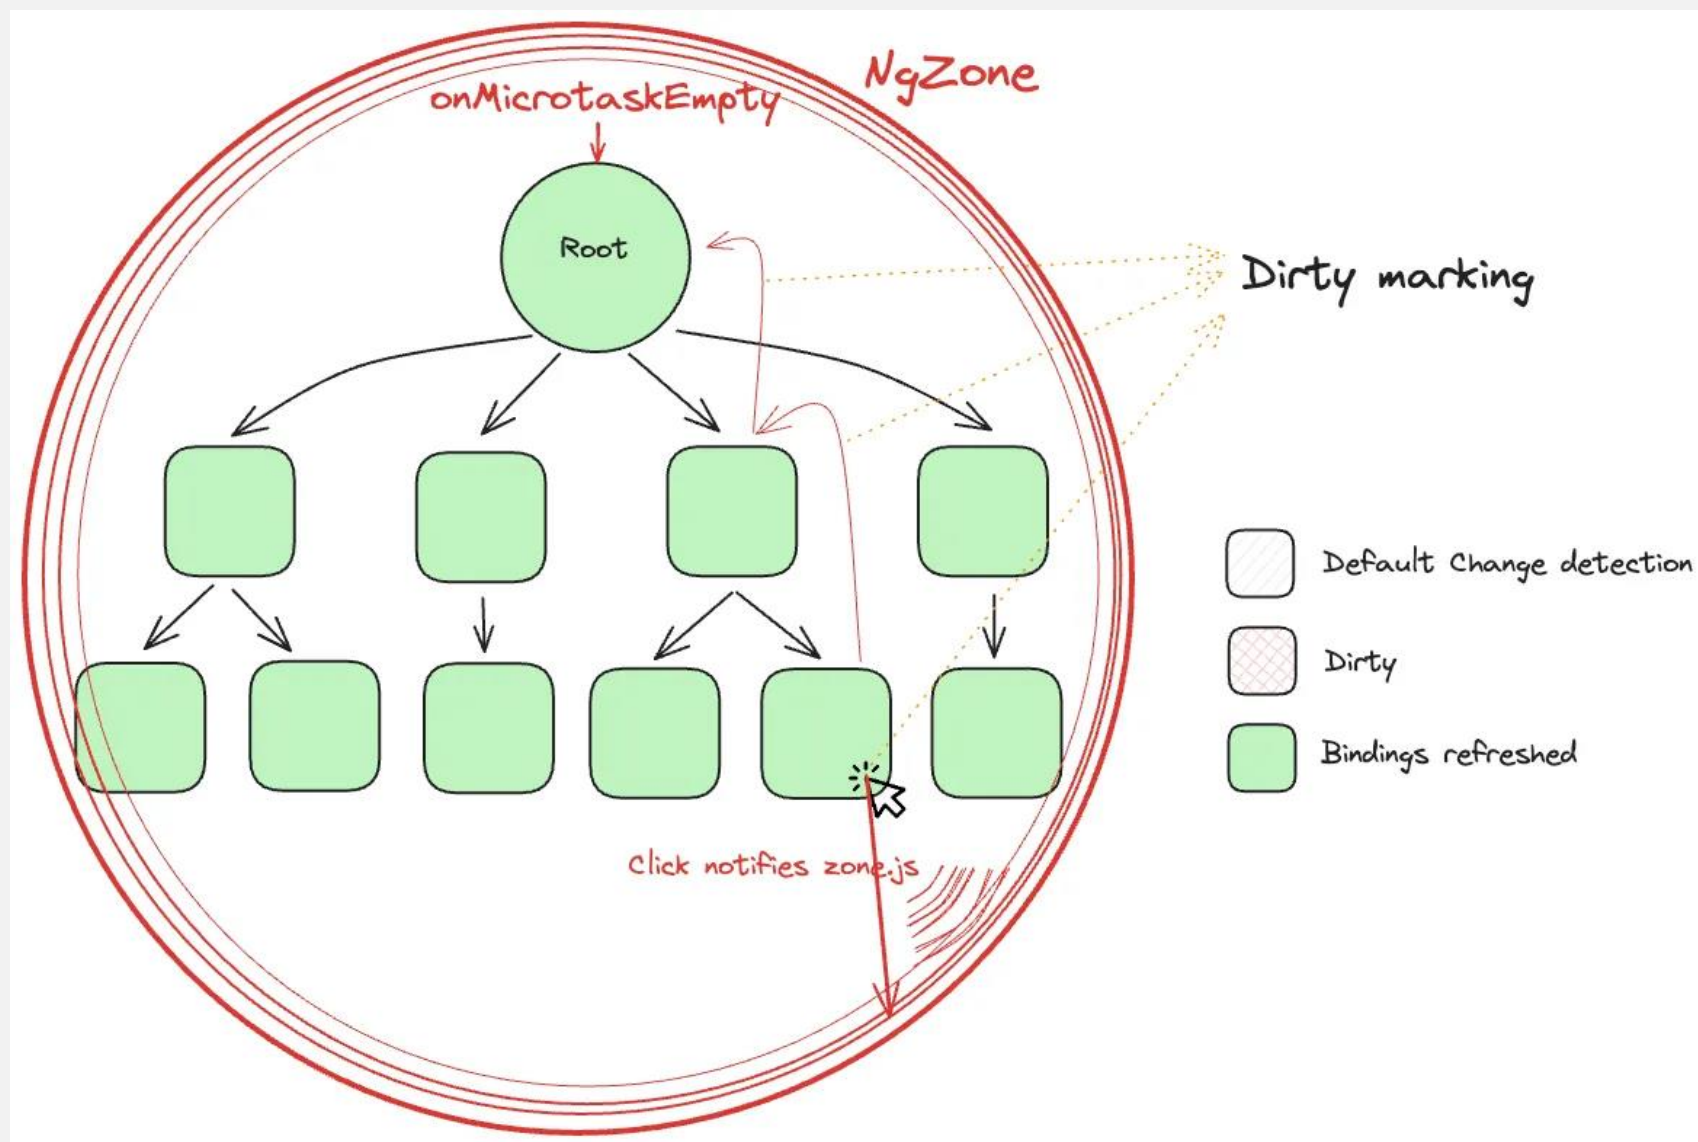 NgZone
onMicrotaskEmpty
Root
Dirty marking
Default Change detection
Dirty
Bindings refreshed
Click notifies zone.js